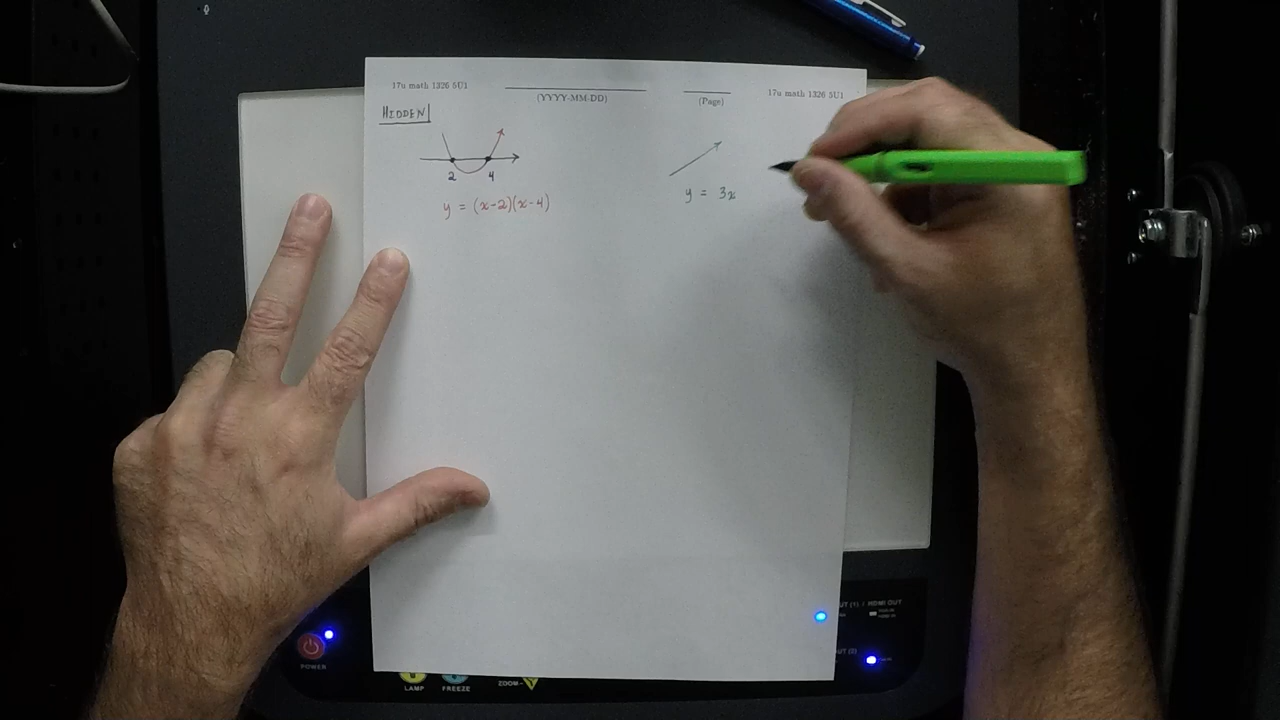 17u math 1326 5U1
(YYYY-MM-DD)
(Page)
17u math 1326 5U1
HIDDEN
2 4
y = (x-2)(x-4)
y = 3x
POWER
LAMP
FREEZE
ZOOM